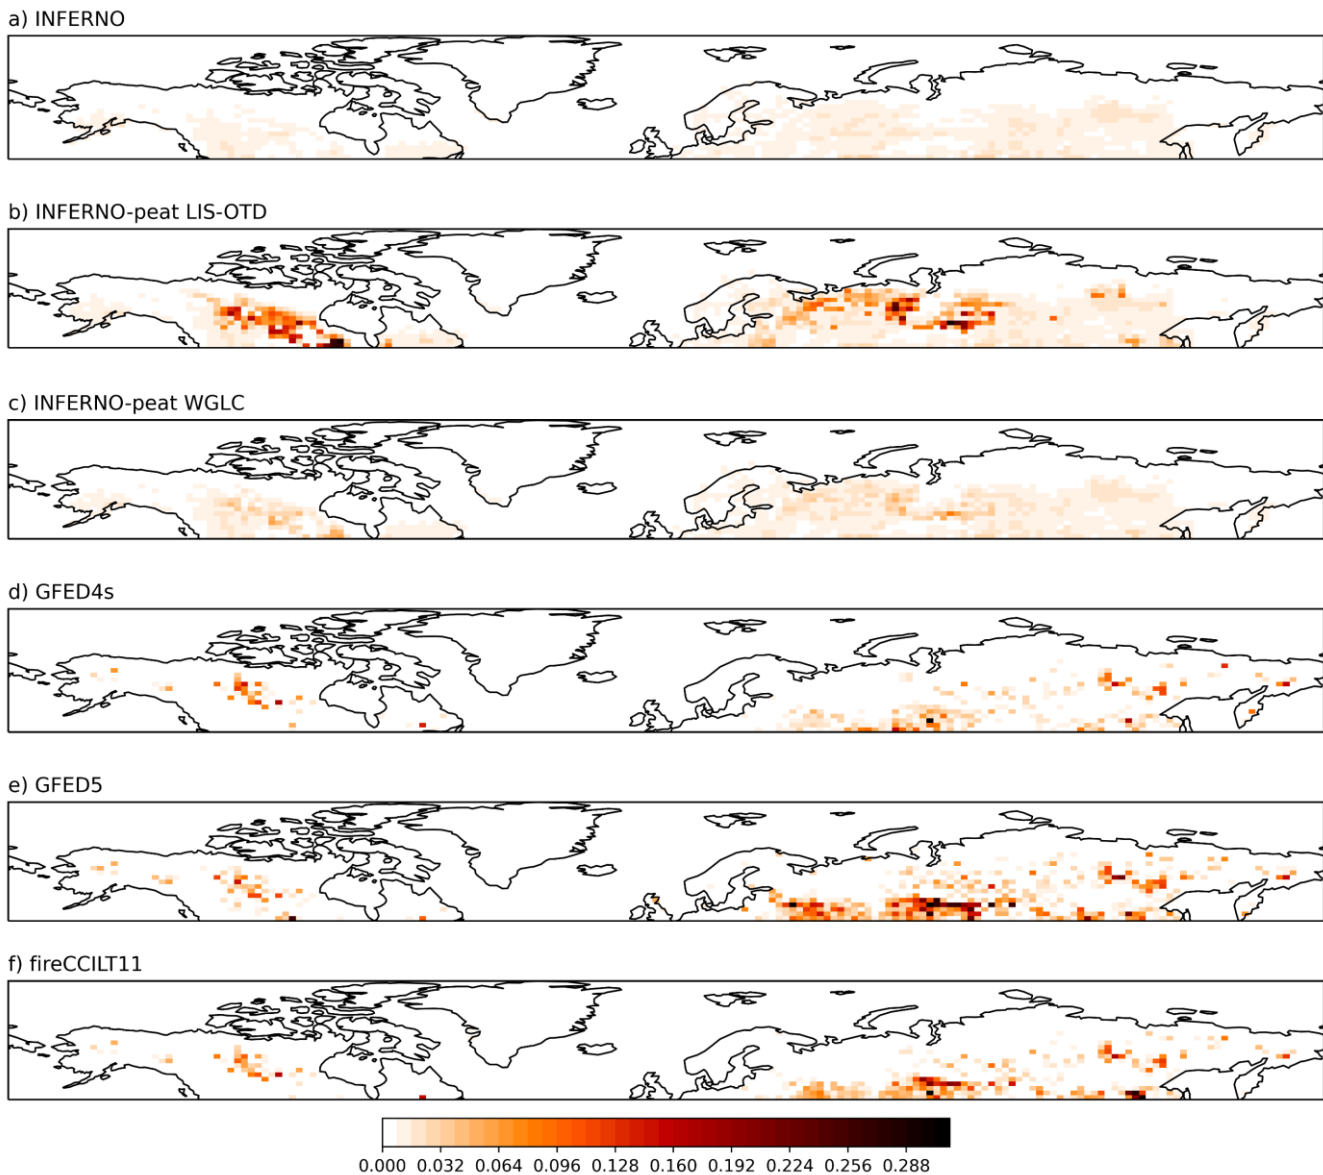 a) INFERNO
b) INFERNO-peat LIS-OTD
c) INFERNO-peat WGLC
d) GFED4s
e) GFED5
f) fireCCILT11
0.000 0.032 0.064 0.096 0.128 0.160 0.192 0.224 0.256 0.288